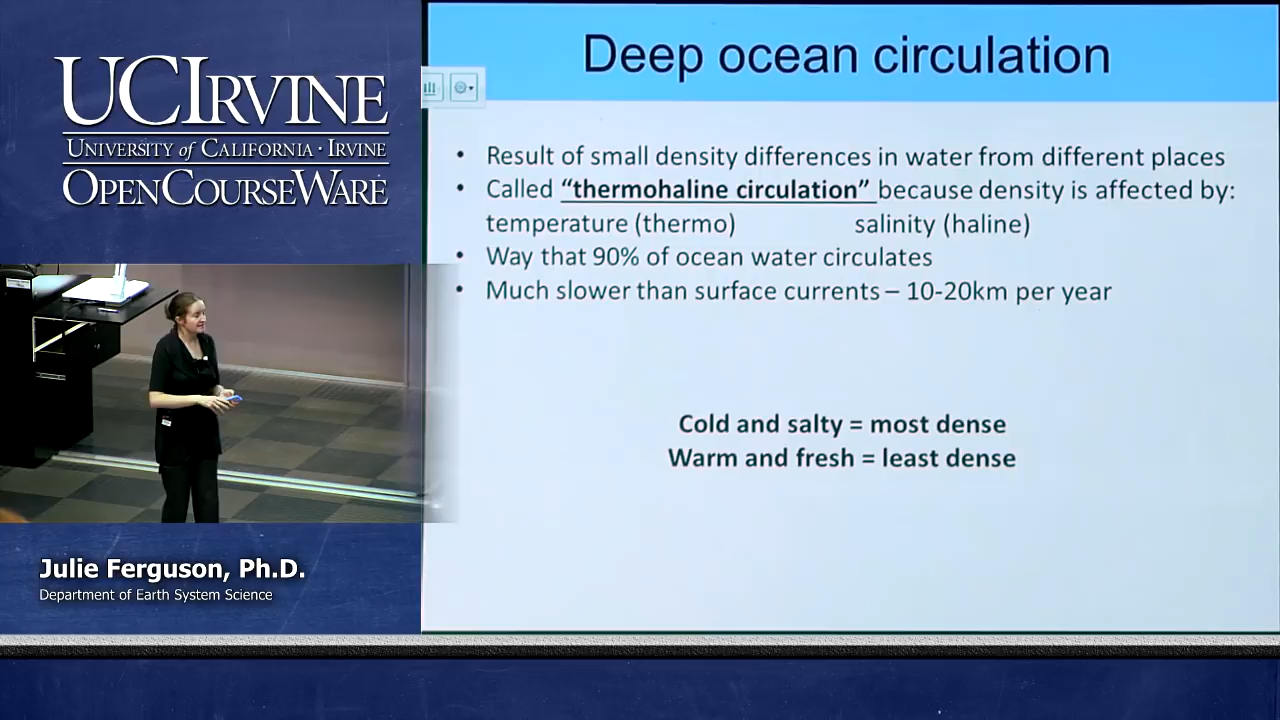 UCIRVINE
UNIVERSITY of CALIFORNIA · IRVINE
OPENCOURSEWARE
Julie Ferguson, Ph.D.
Department of Earth System Science
Deep ocean circulation
• Result of small density differences in water from different places
• Called “thermohaline circulation” because density is affected by:
temperature (thermo) salinity (haline)
• Way that 90% of ocean water circulates
• Much slower than surface currents – 10-20km per year
Cold and salty = most dense
Warm and fresh = least dense